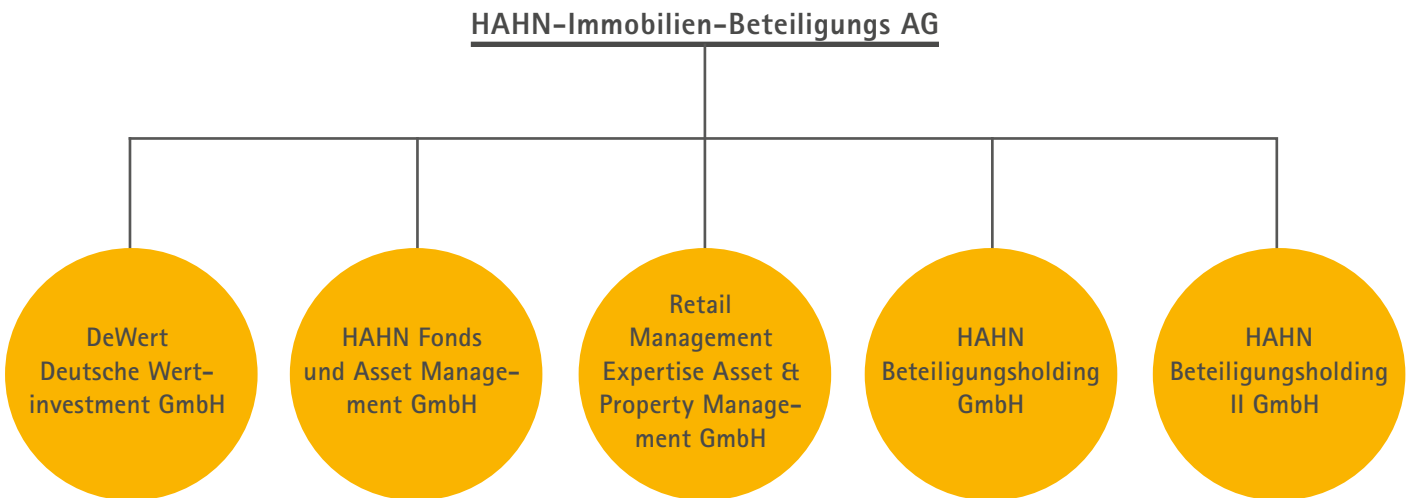 HAHN-Immobilien-Beteiligungs AG
DeWert
Deutsche Wert-
investment GmbH
HAHN Fonds
und Asset Manage-
ment GmbH
Retail
Management
Expertise Asset &
Property Manage-
ment GmbH
HAHN
Beteiligungsholding
GmbH
HAHN
Beteiligungsholding
II GmbH